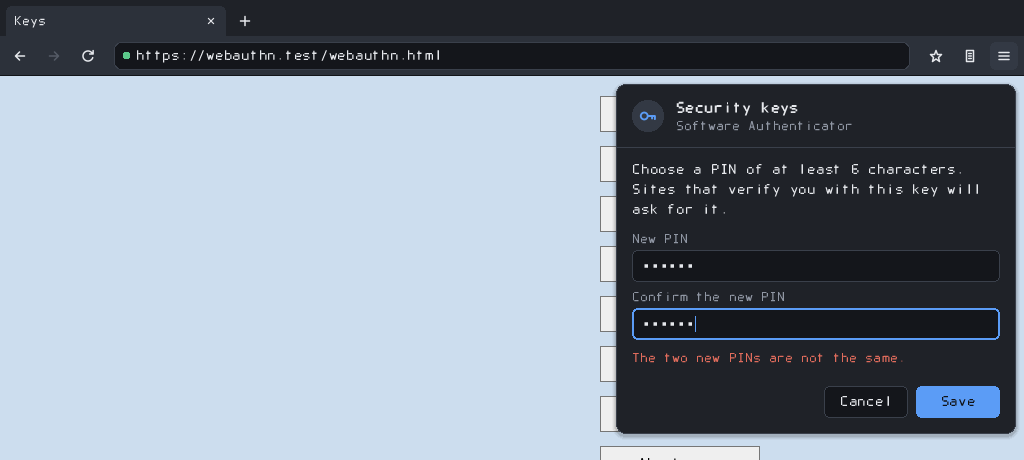 Keys
https://webauthn.test/webauthn.html
Security keys
Software Authenticator
Choose a PIN of at least 6 characters.
Sites that verify you with this key will
ask for it.
New PIN
••••••
Confirm the new PIN
••••••
The two new PINs are not the same.
Cancel
Save